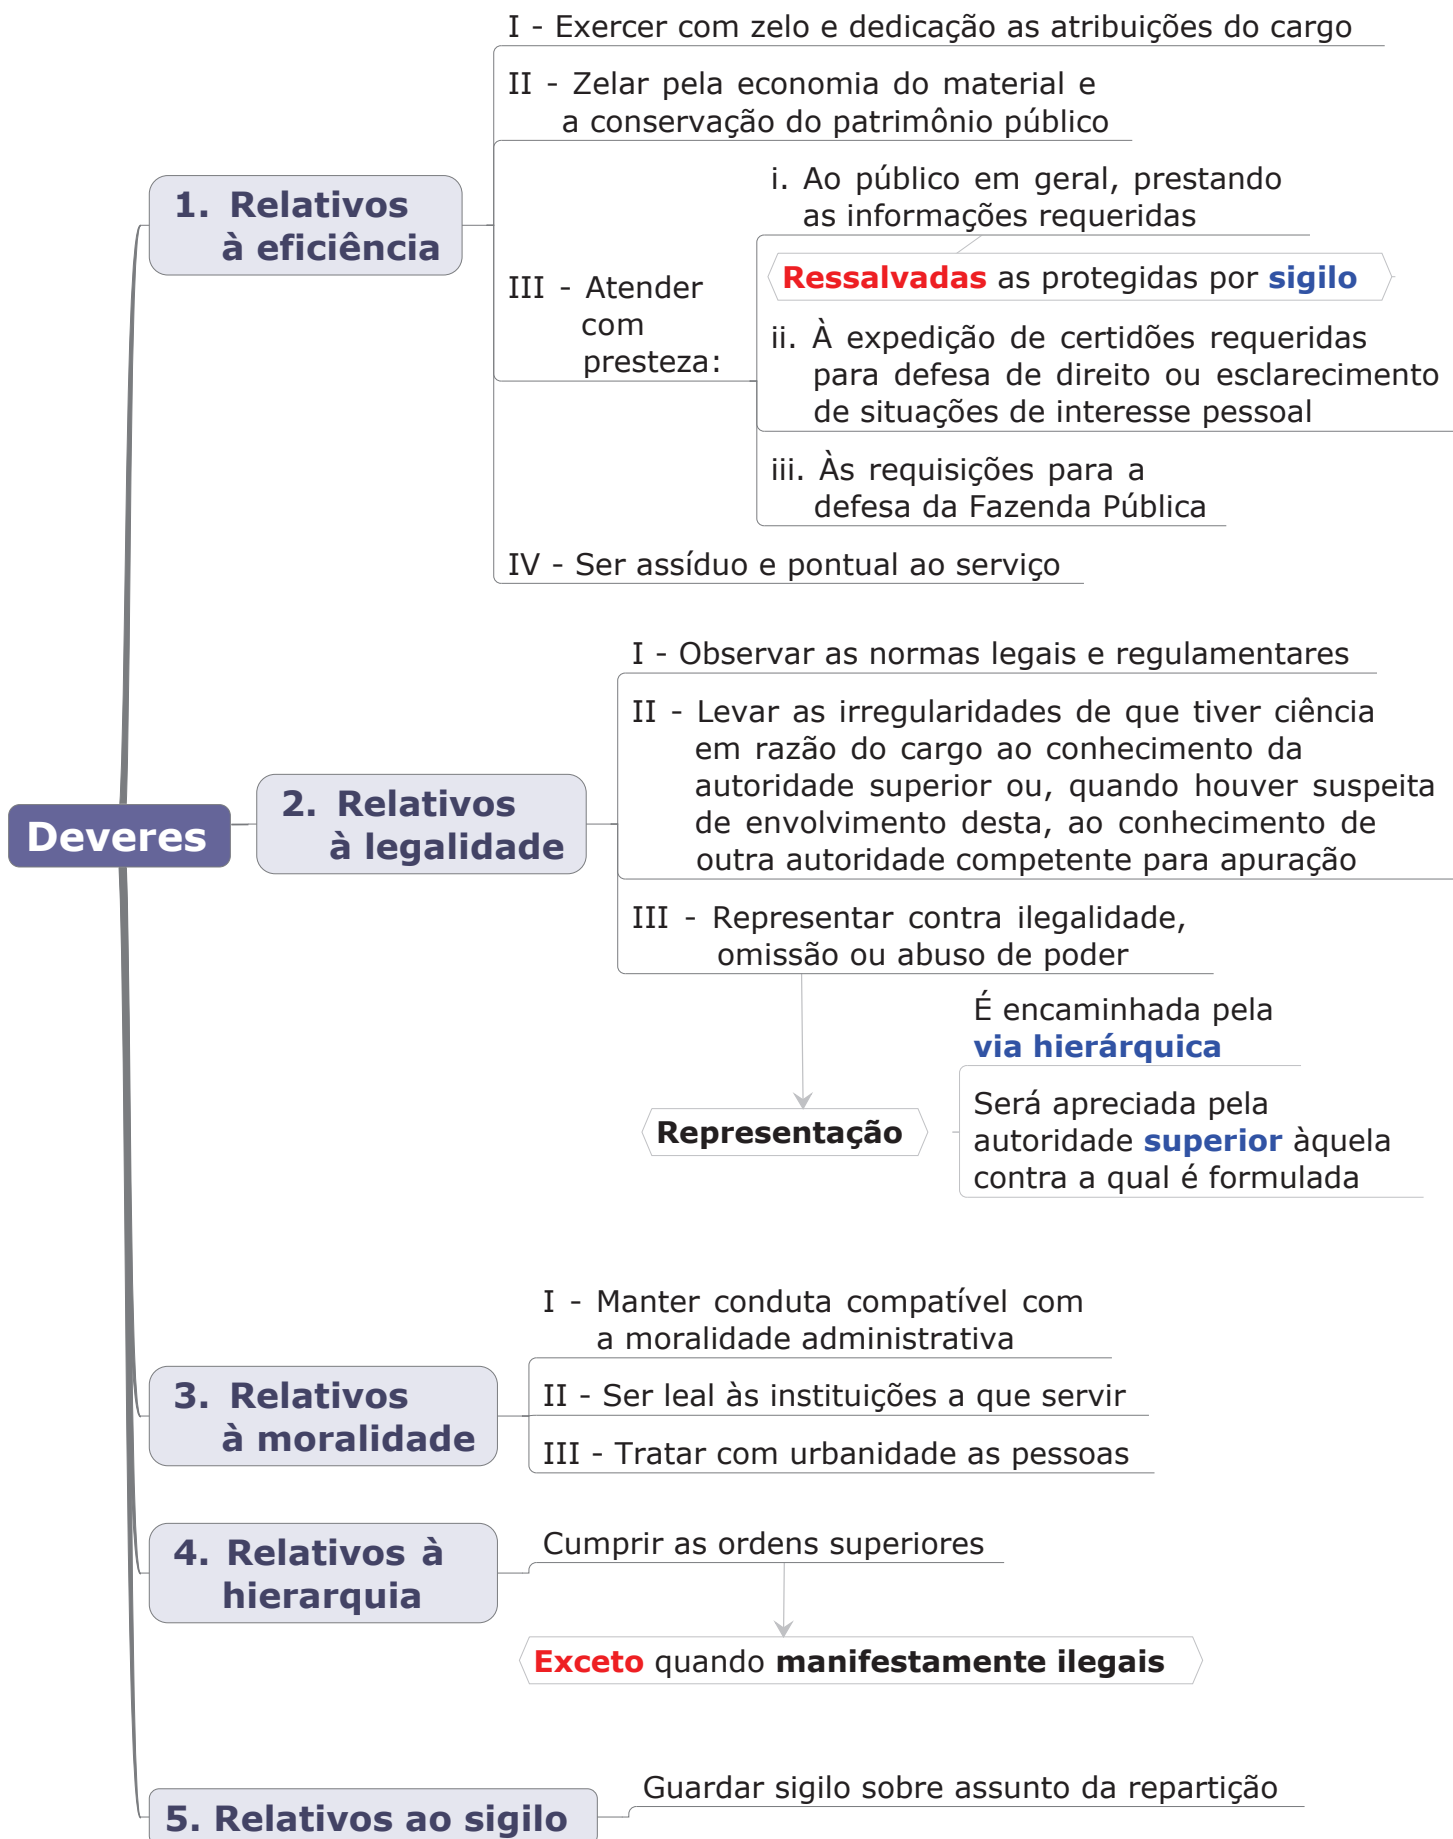 Deveres
1. Relativos
à eficiência
I - Exercer com zelo e dedicação as atribuições do cargo
II - Zelar pela economia do material e
a conservação do patrimônio público
III - Atender
com
presteza:
i. Ao público em geral, prestando
as informações requeridas
Ressalvadas as protegidas por sigilo
ii. À expedição de certidões requeridas
para defesa de direito ou esclarecimento
de situações de interesse pessoal
iii. Às requisições para a
defesa da Fazenda Pública
IV - Ser assíduo e pontual ao serviço
2. Relativos
à legalidade
I - Observar as normas legais e regulamentares
II - Levar as irregularidades de que tiver ciência
em razão do cargo ao conhecimento da
autoridade superior ou, quando houver suspeita
de envolvimento desta, ao conhecimento de
outra autoridade competente para apuração
III - Representar contra ilegalidade,
omissão ou abuso de poder
Representação
É encaminhada pela
via hierárquica
Será apreciada pela
autoridade superior àquela
contra a qual é formulada
3. Relativos
à moralidade
I - Manter conduta compatível com
a moralidade administrativa
II - Ser leal às instituições a que servir
III - Tratar com urbanidade as pessoas
4. Relativos à
hierarquia
Cumprir as ordens superiores
Exceto quando manifestamente ilegais
5. Relativos ao sigilo
Guardar sigilo sobre assunto da repartição